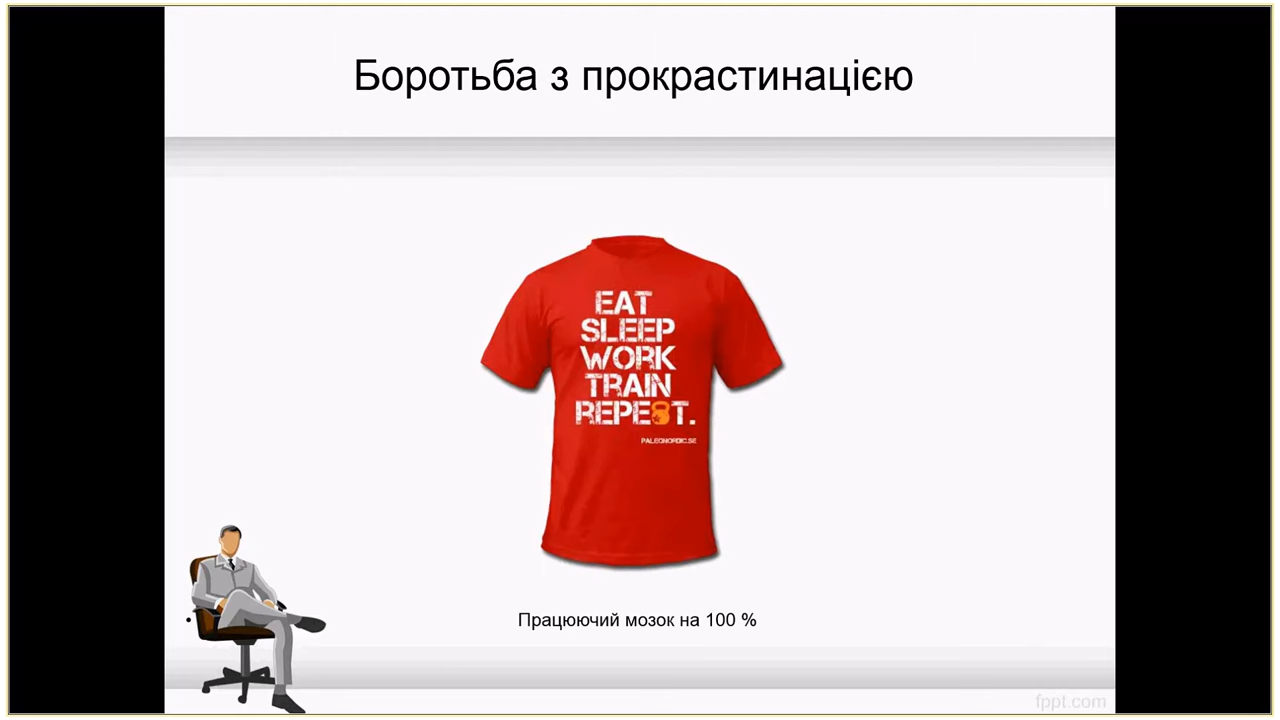 Боротьба з прокрастинацією
EAT
SLEEP
WORK
TRAIN
REPEAT.
PALEONORDIC.SE
Працюючий мозок на 100 %
fppt.com